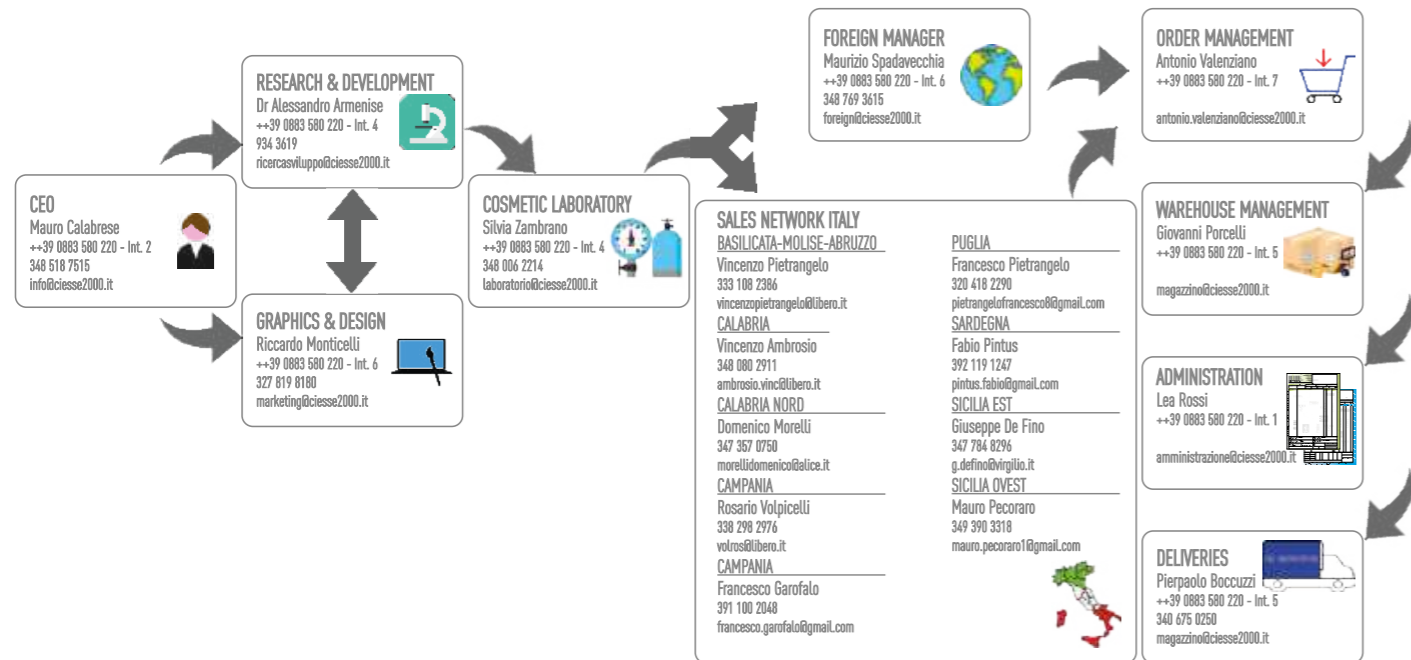 CEO
Mauro Calabrese
++39 0883 580 220 - Int. 2
348 518 7515
info@ciesse2000.it
RESEARCH & DEVELOPMENT
Dr Alessandro Armenise
++39 0883 580 220 - Int. 4
934 3619
ricercasviluppo@ciesse2000.it
GRAPHICS & DESIGN
Riccardo Monticelli
++39 0883 580 220 - Int. 6
327 819 8180
marketing@ciesse2000.it
COSMETIC LABORATORY
Silvia Zambrano
++39 0883 580 220 - Int. 4
348 006 2214
laboratorio@ciesse2000.it
FOREIGN MANAGER
Maurizio Spadavecchia
++39 0883 580 220 - Int. 6
348 769 3615
foreign@ciesse2000.it
SALES NETWORK ITALY
BASILICATA-MOLISE-ABRUZZO
Vincenzo Pietrangelo
333 108 2386
vincenzopietrangelo@libero.it
CALABRIA
Vincenzo Ambrosio
348 080 2911
ambrosio.vinc@libero.it
CALABRIA NORD
Domenico Morelli
347 357 0750
morellidomenico@alice.it
CAMPANIA
Rosario Volpicelli
338 298 2976
volros@libero.it
CAMPANIA
Francesco Garofalo
391 100 2048
francesco.garofalo@gmail.com
PUGLIA
Francesco Pietrangelo
320 418 2290
pietrangelofrancesco8@gmail.com
SARDEGNA
Fabio Pintus
392 119 1247
pintus.fabio@gmail.com
SICILIA EST
Giuseppe De Fino
347 784 8296
g.defino@virgilio.it
SICILIA OVEST
Mauro Pecoraro
349 390 3318
mauro.pecoraro1@gmail.com
ORDER MANAGEMENT
Antonio Valenziano
++39 0883 580 220 - Int. 7
antonio.valenziano@ciesse2000.it
WAREHOUSE MANAGEMENT
Giovanni Porcelli
++39 0883 580 220 - Int. 5
magazzino@ciesse2000.it
ADMINISTRATION
Lea Rossi
++39 0883 580 220 - Int. 1
amministrazione@ciesse2000.it
DELIVERIES
Pierpaolo Boccuzzi
++39 0883 580 220 - Int. 5
340 675 0250
magazzino@ciesse2000.it